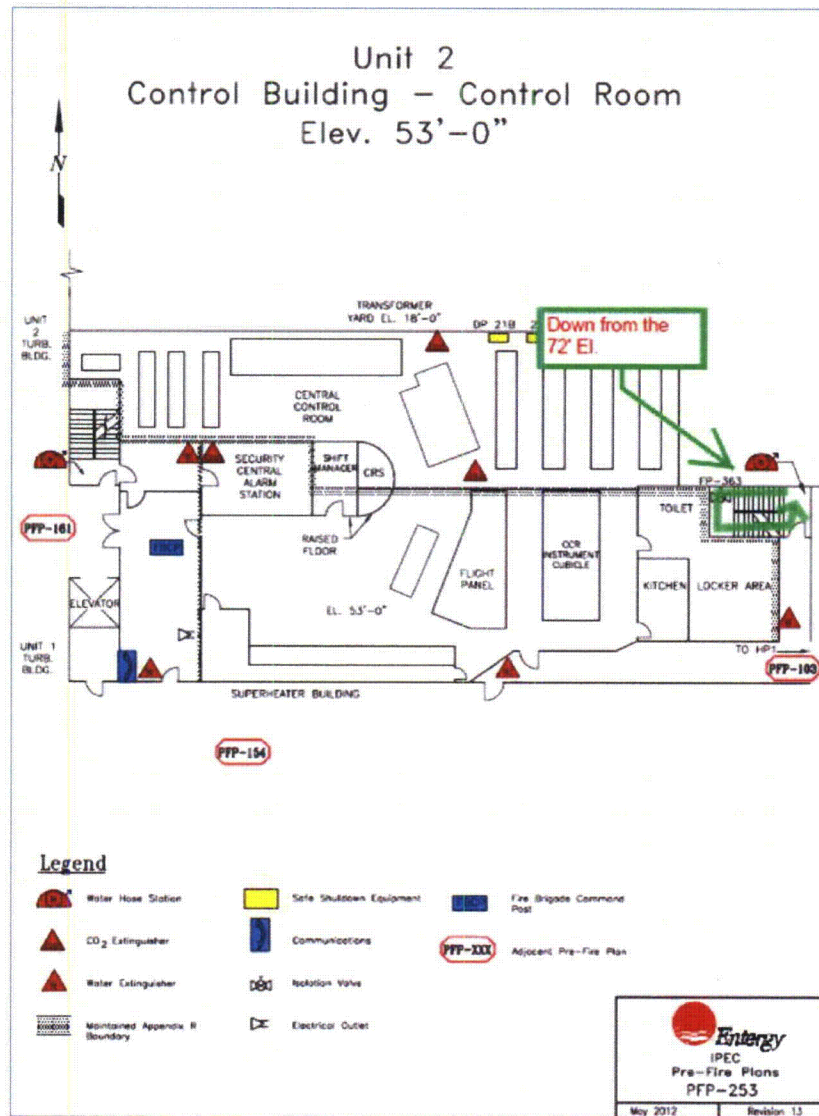 Unit 2
Control Building – Control Room
Elev. 53'-0"
N
UNIT
2
TURB.
BLDG.
TRANSFORMER
YARD EL. 18'-0"
DP 21B
Down from the
72' El.
CENTRAL
CONTROL
ROOM
SECURITY
CENTRAL
ALARM
STATION
SHIFT
MANAGER
CRS
FP-363
TOILET
PFP-161
RAISED
FLOOR
CCR
INSTRUMENT
CUBICLE
FLIGHT
PANEL
KITCHEN
LOCKER AREA
ELEVATOR
EL. 53'-0"
UNIT 1
TURB.
BLDG.
TO HP1
PFP-103
SUPERHEATER BUILDING
PFP-154
Legend
Water Hose Station
Safe Shutdown Equipment
Fire Brigade Command
Post
CO2 Extinguisher
Communications
PFP-XXX
Adjacent Pre-Fire Plan
Water Extinguisher
Isolation Valve
Maintained Appendix R
Boundary
Electrical Outlet
Entergy
IPEC
Pre-Fire Plans
PFP-253
May 2012
Revision 13